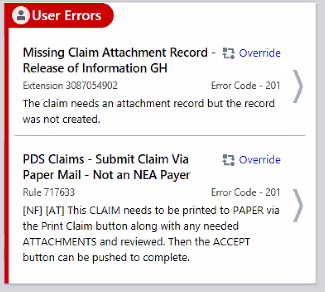 User Errors
Missing Claim Attachment Record - Override
Release of Information GH
Extension 3087054902 Error Code - 201
The claim needs an attachment record but the record
was not created.
PDS Claims - Submit Claim Via Override
Paper Mail - Not an NEA Payer
Rule 717633 Error Code - 201
[NF] [AT] This CLAIM needs to be printed to PAPER via
the Print Claim button along with any needed
ATTACHMENTS and reviewed. Then the ACCEPT
button can be pushed to complete.